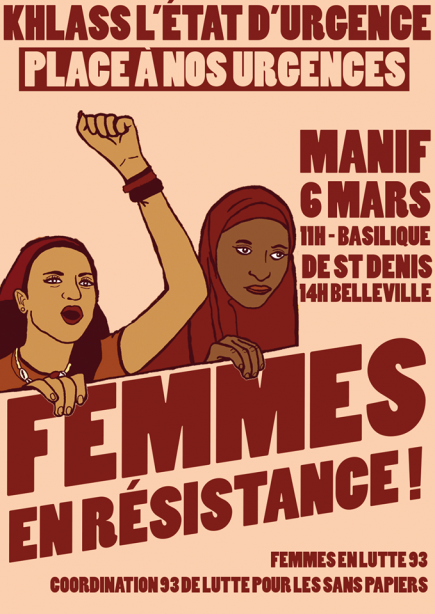 KHLASS L'ÉTAT D'URGENCE
PLACE À NOS URGENCES
MANIF
6 MARS
11H - BASILIQUE
DE ST DENIS
14H BELLEVILLE
FEMMES
EN RÉSISTANCE !
FEMMES EN LUTTE 93
COORDINATION 93 DE LUTTE POUR LES SANS PAPIERS